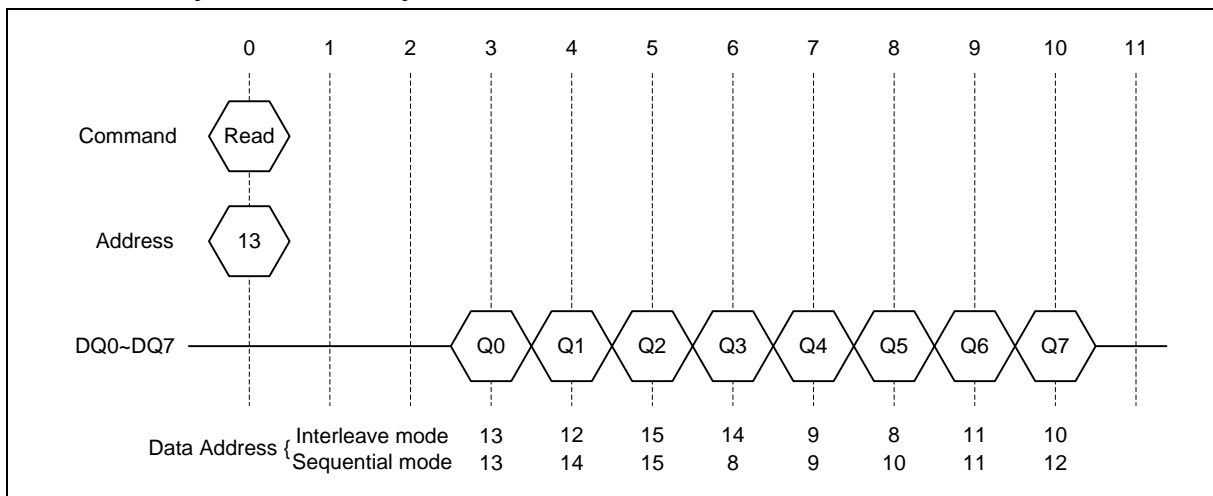 0 1 2 3 4 5 6 7 8 9 10 11
Command Read
Address 13
DQ0~DQ7 Q0 Q1 Q2 Q3 Q4 Q5 Q6 Q7
Data Address { Interleave mode 13 12 15 14 9 8 11 10
Sequential mode 13 14 15 8 9 10 11 12